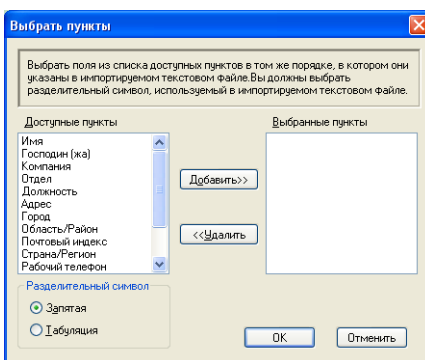 Выбрать пункты
Выбрать поля из списка доступных пунктов в том же порядке, в котором они
указаны в импортируемом текстовом файле.Вы должны выбрать
разделительный символ, используемый в импортируемом текстовом файле.
Доступные пункты
Выбранные пункты
Имя
Господин (жа)
Компания
Отдел
Должность
Адрес
Город
Область/Район
Почтовый индекс
Страна/Регион
Рабочий телефон
Добавить>>
<<Удалить
Разделительный символ
Запятая
Табуляция
OK
Отменить